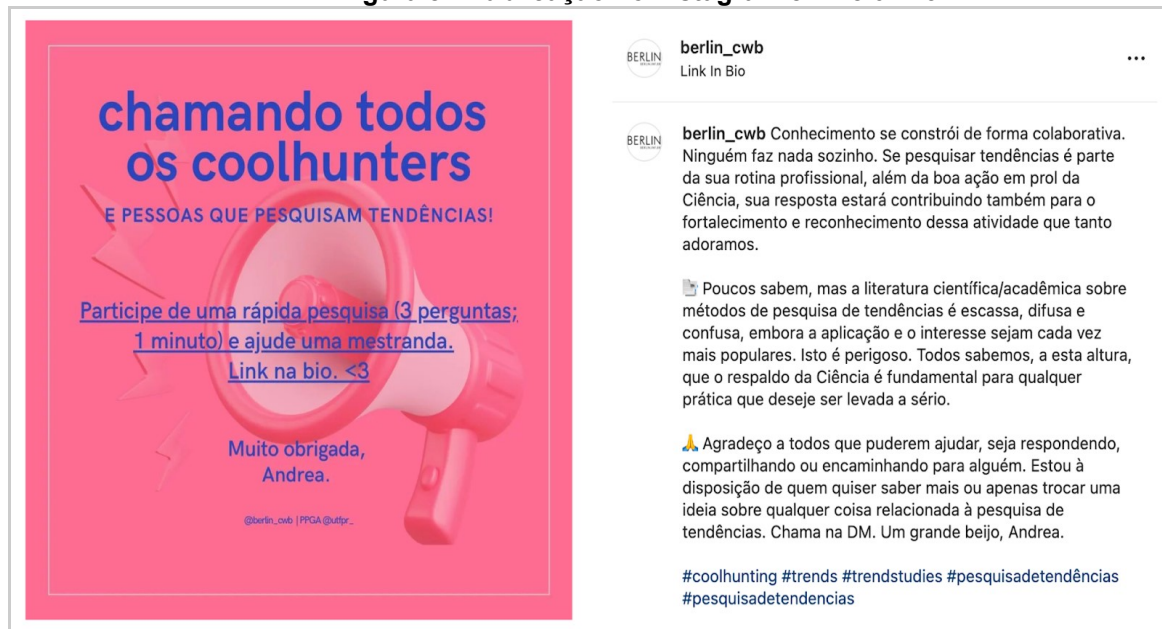 chamando todos
os coolhunters
E PESSOAS QUE PESQUISAM TENDÊNCIAS!
Participe de uma rápida pesquisa (3 perguntas;
1 minuto) e ajude uma mestranda.
Link na bio. <3
Muito obrigada,
Andrea.
@berlin_cwb | PPGA @utfpr_
BERLIN
berlin_cwb
Link In Bio
BERLIN
berlin_cwb Conhecimento se constrói de forma colaborativa.
Ninguém faz nada sozinho. Se pesquisar tendências é parte
da sua rotina profissional, além da boa ação em prol da
Ciência, sua resposta estará contribuindo também para o
fortalecimento e reconhecimento dessa atividade que tanto
adoramos.
Poucos sabem, mas a literatura científica/acadêmica sobre
métodos de pesquisa de tendências é escassa, difusa e
confusa, embora a aplicação e o interesse sejam cada vez
mais populares. Isto é perigoso. Todos sabemos, a esta altura,
que o respaldo da Ciência é fundamental para qualquer
prática que deseje ser levada a sério.
🙏 Agradeço a todos que puderem ajudar, seja respondendo,
compartilhando ou encaminhando para alguém. Estou à
disposição de quem quiser saber mais ou apenas trocar uma
ideia sobre qualquer coisa relacionada à pesquisa de
tendências. Chama na DM. Um grande beijo, Andrea.
#coolhunting #trends #trendstudies #pesquisadetendências
#pesquisadetendencias